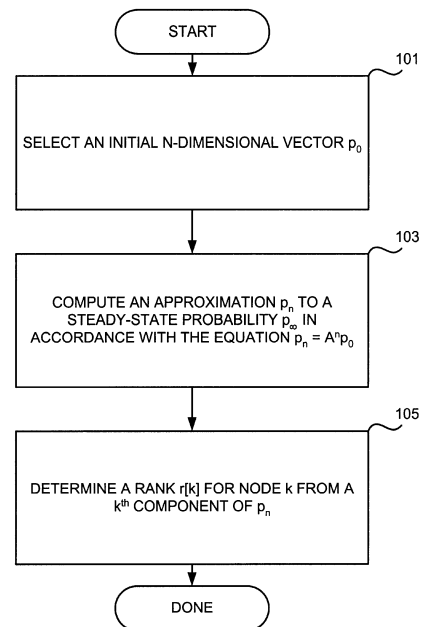 START
101
SELECT AN INITIAL N-DIMENSIONAL VECTOR p₀
103
COMPUTE AN APPROXIMATION pₙ TO A
STEADY-STATE PROBABILITY p∞ IN
ACCORDANCE WITH THE EQUATION pₙ = Aⁿp₀
105
DETERMINE A RANK r[k] FOR NODE k FROM A
kᵗʰ COMPONENT OF pₙ
DONE